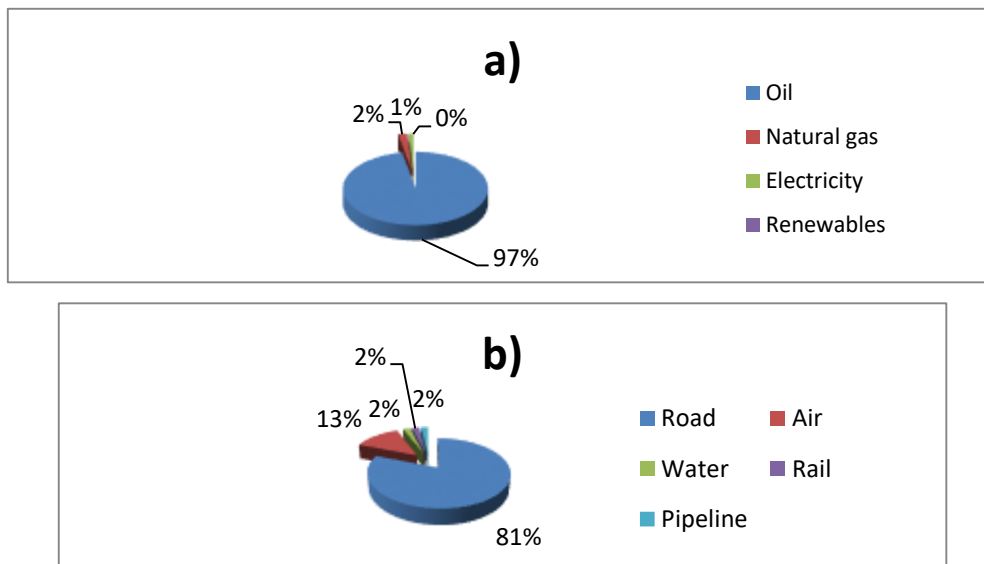 a)
2% 1% 0%
97%
Oil
Natural gas
Electricity
Renewables
b)
2%
13% 2% 2%
81%
Road Air
Water Rail
Pipeline